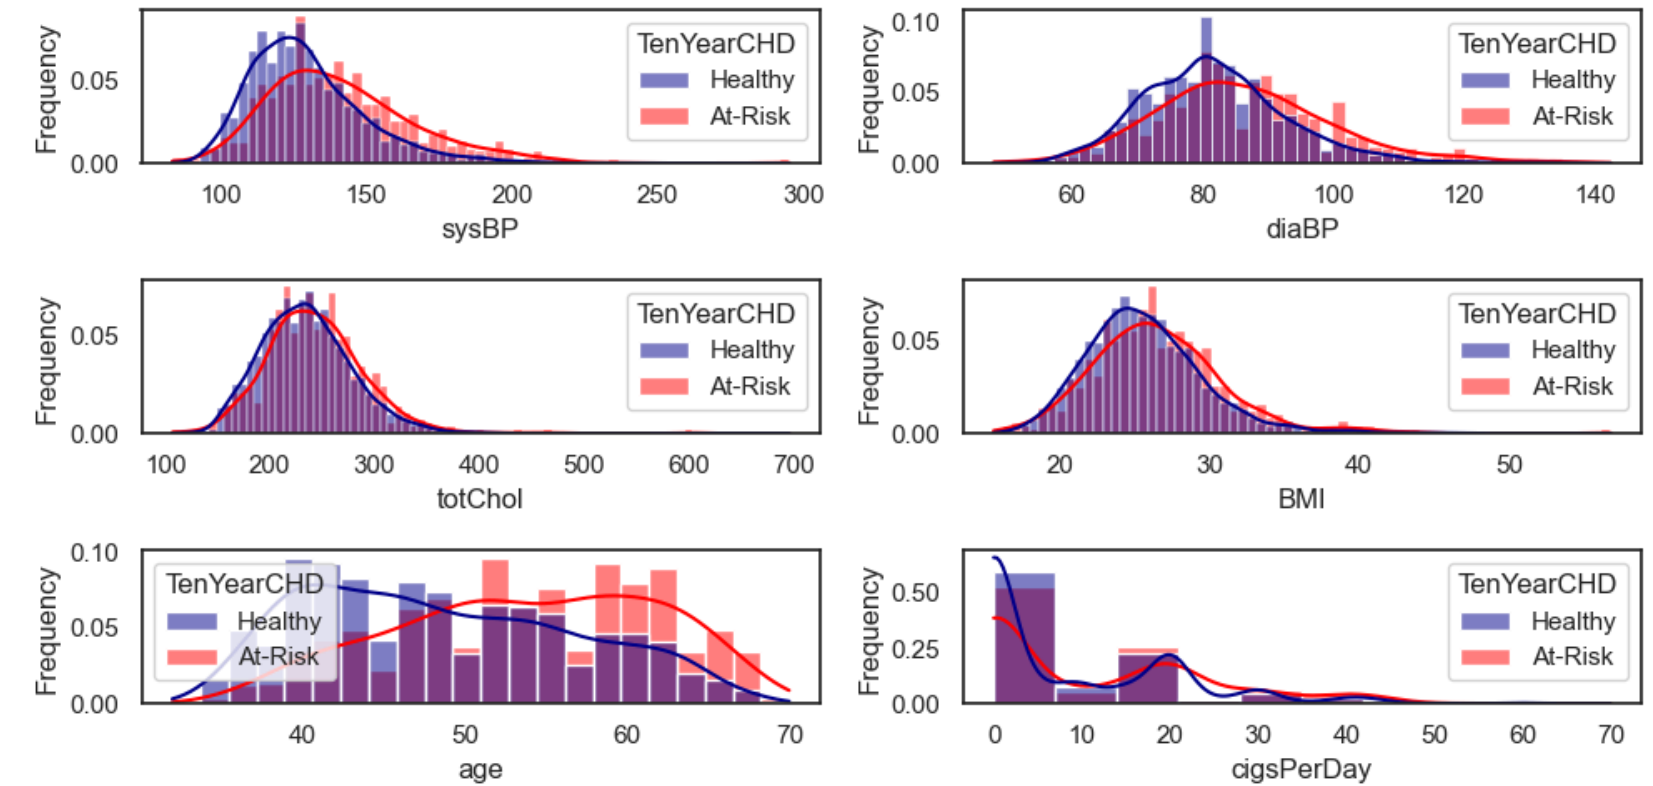 Frequency
0.05
0.00
TenYearCHD
Healthy
At-Risk
100 150 200 250 300
sysBP
Frequency
0.10
0.05
0.00
TenYearCHD
Healthy
At-Risk
60 80 100 120 140
diaBP
Frequency
0.05
0.00
TenYearCHD
Healthy
At-Risk
100 200 300 400 500 600 700
totChol
Frequency
0.05
0.00
TenYearCHD
Healthy
At-Risk
20 30 40 50
BMI
Frequency
0.10
0.05
0.00
TenYearCHD
Healthy
At-Risk
40 50 60 70
age
Frequency
0.50
0.25
0.00
TenYearCHD
Healthy
At-Risk
0 10 20 30 40 50 60 70
cigsPerDay